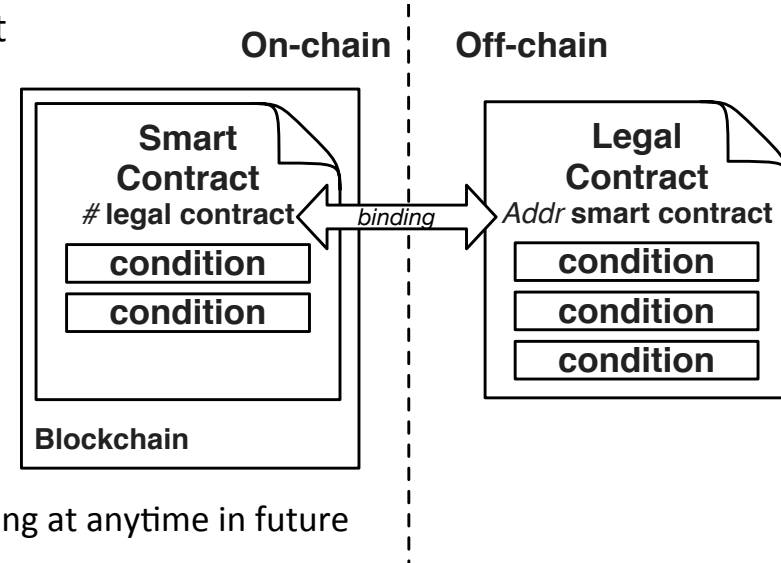 t
On-chain
Off-chain
Smart
Contract
# legal contract
condition
condition
Blockchain
binding
Legal
Contract
Addr smart contract
condition
condition
condition
ng at anytime in future